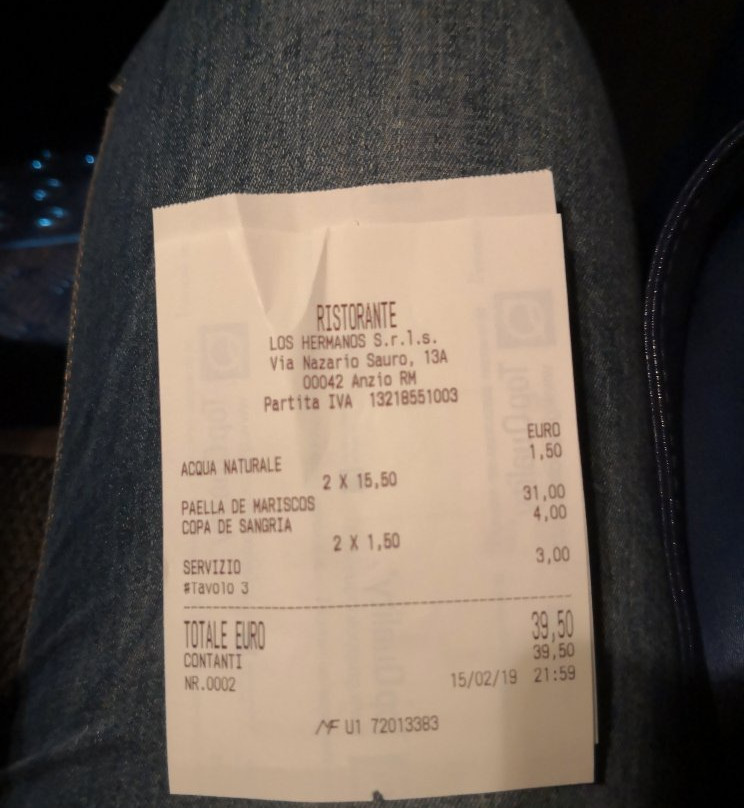 RISTORANTE
LOS HERMANOS S.r.l.s.
Via Nazario Sauro, 13A
00042 Anzio RM
Partita IVA 13218551003
EURO
ACQUA NATURALE 1,50
2 X 15,50
PAELLA DE MARISCOS 31,00
COPA DE SANGRIA 4,00
2 X 1,50
SERVIZIO 3,00
#Tavolo 3
TOTALE EURO 39,50
CONTANTI 39,50
NR.0002 15/02/19 21:59
MF U1 72013383